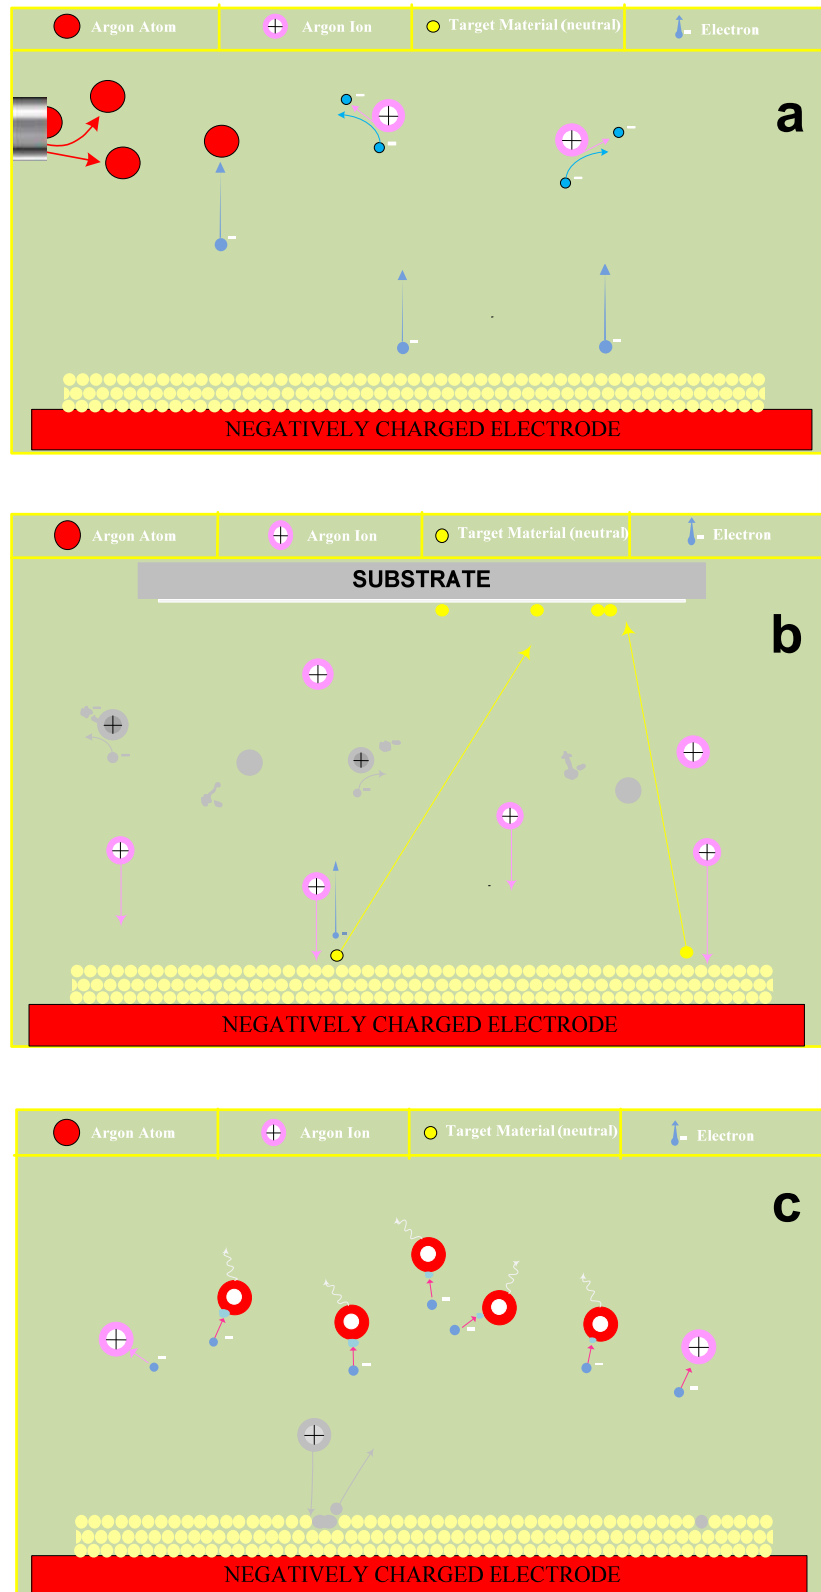 Argon Atom Argon Ion Target Material (neutral) Electron
a
NEGATIVELY CHARGED ELECTRODE
Argon Atom Argon Ion Target Material (neutral) Electron
SUBSTRATE
b
NEGATIVELY CHARGED ELECTRODE
Argon Atom Argon Ion Target Material (neutral) Electron
c
NEGATIVELY CHARGED ELECTRODE